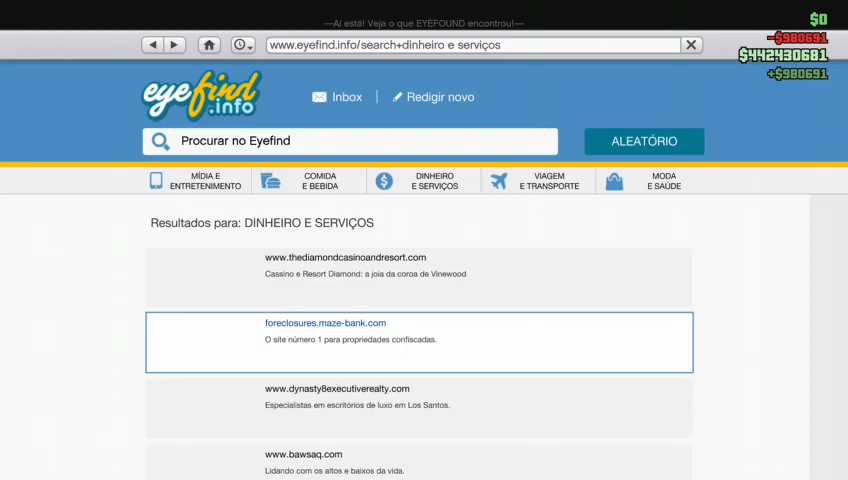 ---Aí está! Veja o que EYEFOUND encontrou!---
$0
-$980691
$442430681
+$980691
www.eyefind.info/search+dinheiro e serviços
eyefind.info
Inbox
Redigir novo
Procurar no Eyefind
ALEATÓRIO
MÍDIA E ENTRETENIMENTO
COMIDA E BEBIDA
DINHEIRO E SERVIÇOS
VIAGEM E TRANSPORTE
MODA E SAÚDE
Resultados para: DINHEIRO E SERVIÇOS
www.thediamondcasinoandresort.com
Cassino e Resort Diamond: a joia da coroa de Vinewood
foreclosures.maze-bank.com
O site número 1 para propriedades confiscadas.
www.dynasty8executiverealty.com
Especialistas em escritórios de luxo em Los Santos.
www.bawsaq.com
Lidando com os altos e baixos da vida.